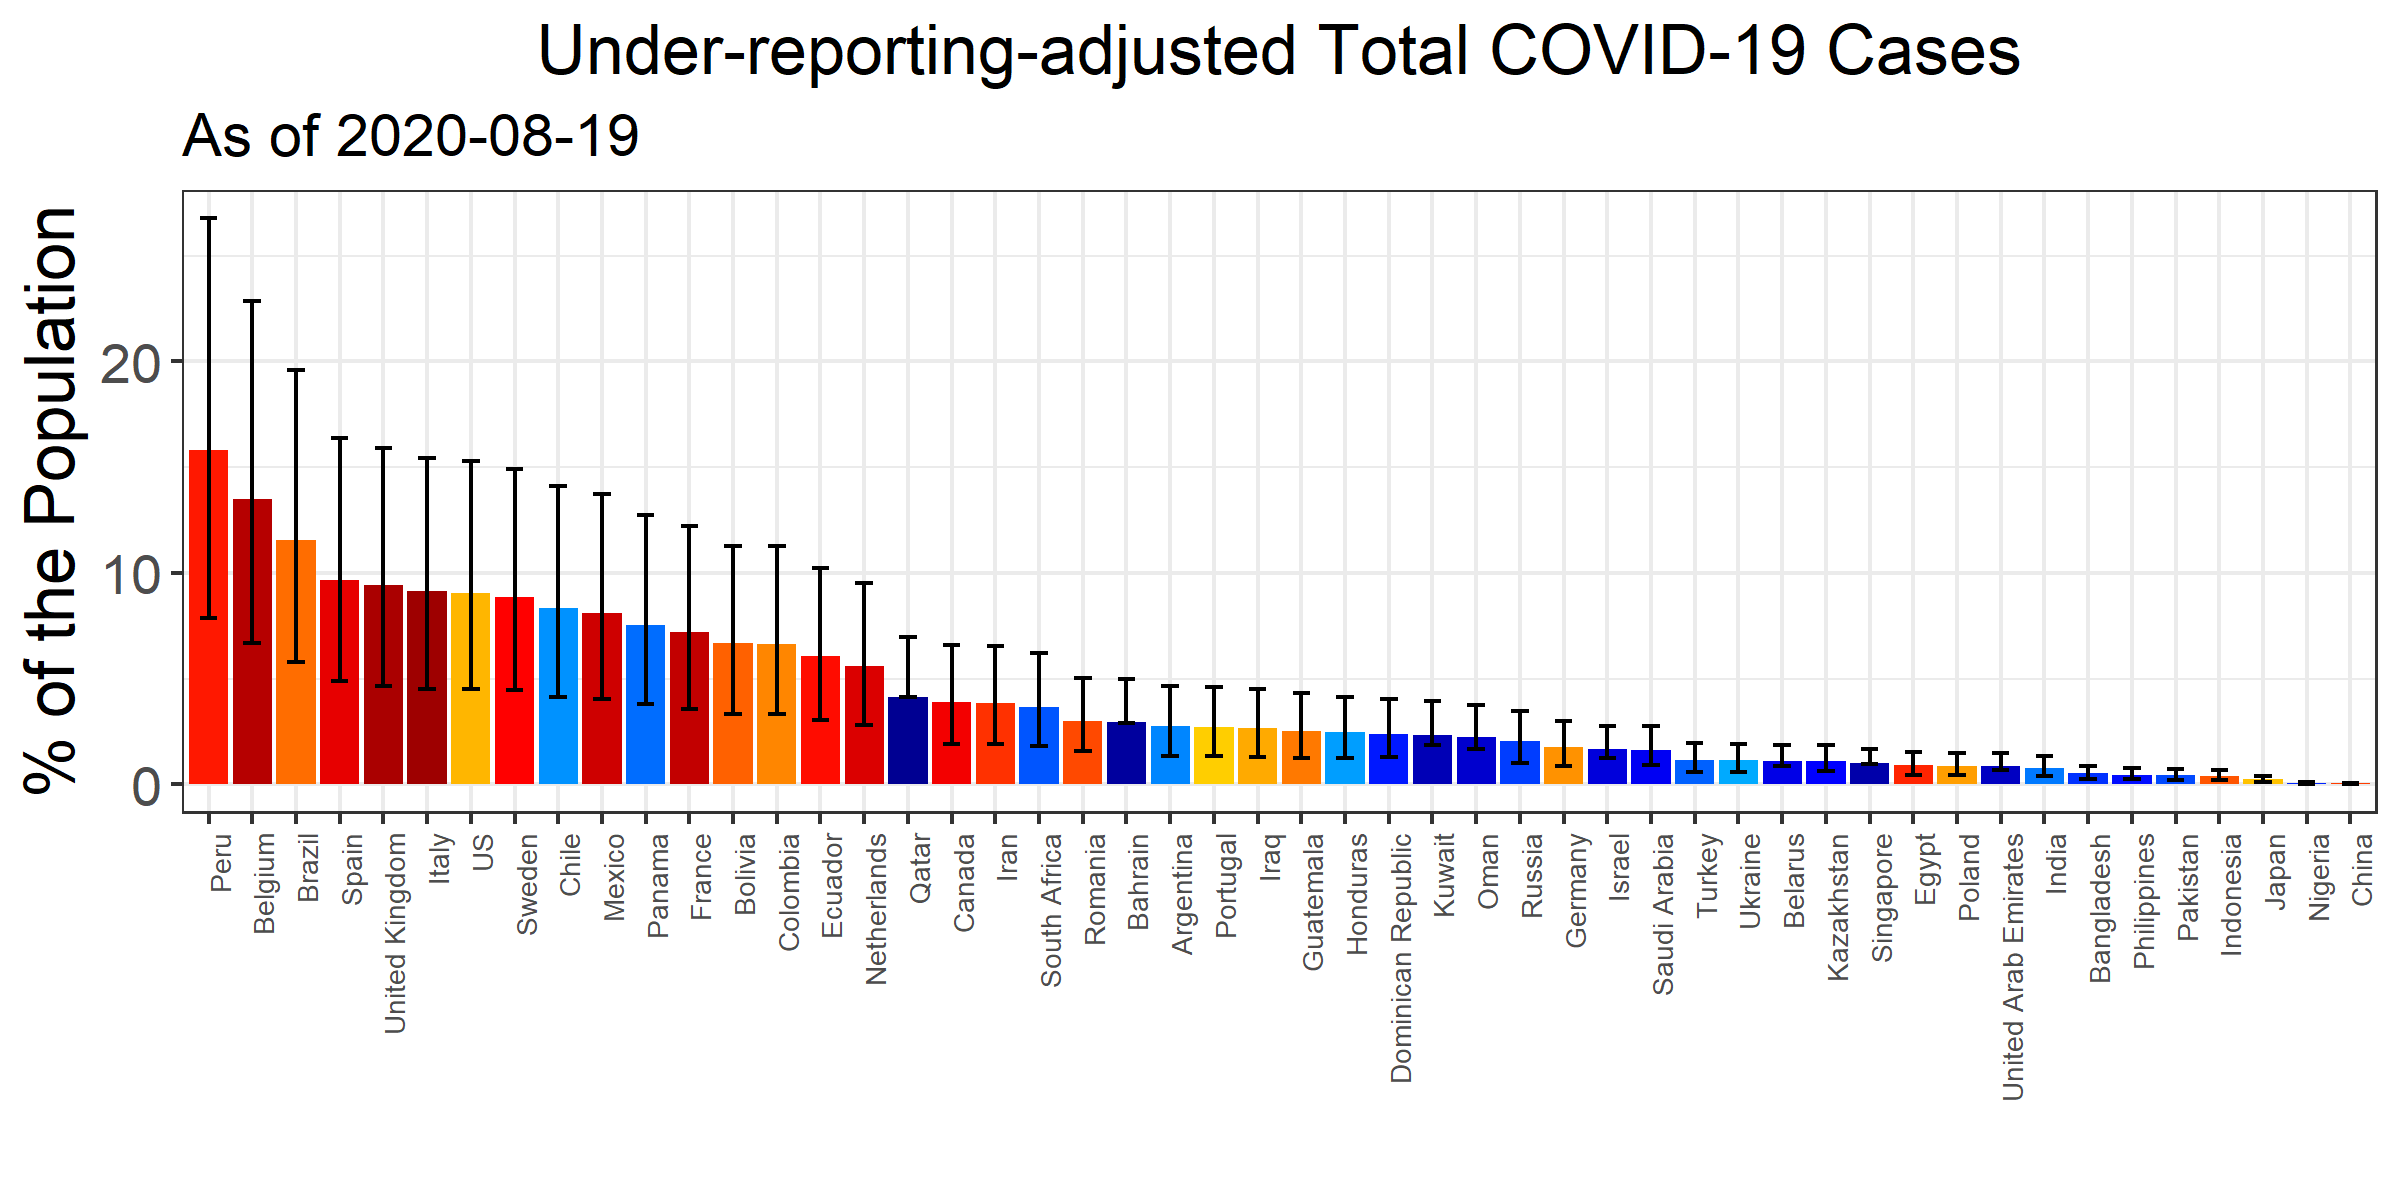 Under-reporting-adjusted Total COVID-19 Cases
As of 2020-08-19
% of the Population
20
10
0
Peru
Belgium
Brazil
Spain
United Kingdom
Italy
US
Sweden
Chile
Mexico
Panama
France
Bolivia
Colombia
Ecuador
Netherlands
Qatar
Canada
Iran
South Africa
Romania
Bahrain
Argentina
Portugal
Iraq
Guatemala
Honduras
Dominican Republic
Kuwait
Oman
Russia
Germany
Israel
Saudi Arabia
Turkey
Ukraine
Belarus
Kazakhstan
Singapore
Egypt
Poland
United Arab Emirates
India
Bangladesh
Philippines
Pakistan
Indonesia
Japan
Nigeria
China